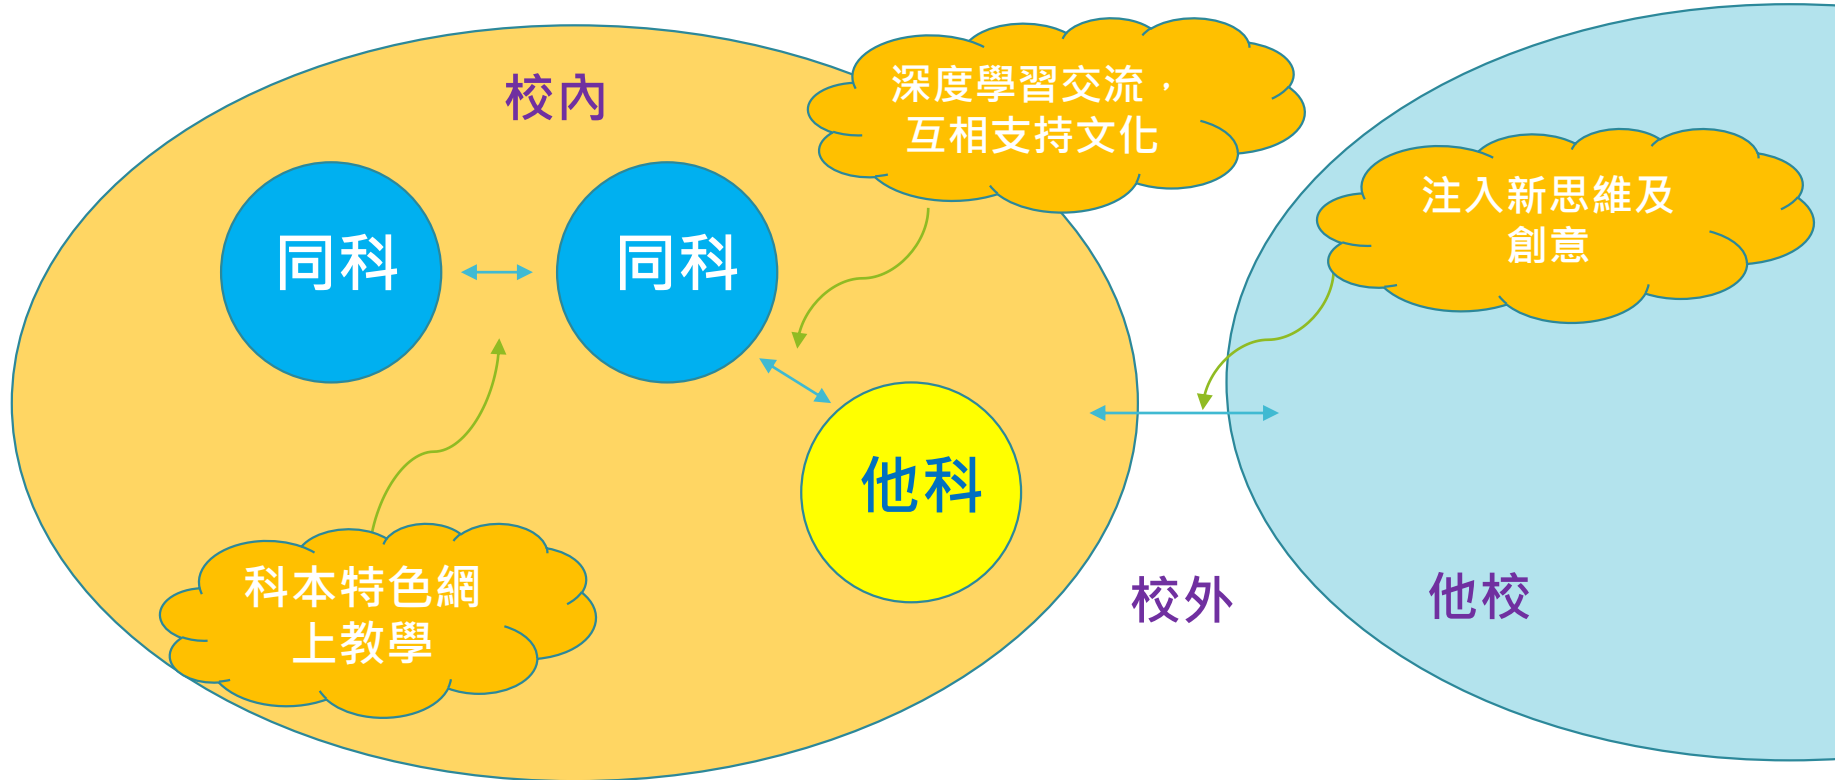 校內
深度學習交流，
互相支持文化
注入新思維及
創意
同科
同科
他科
科本特色網
上教學
校外
他校